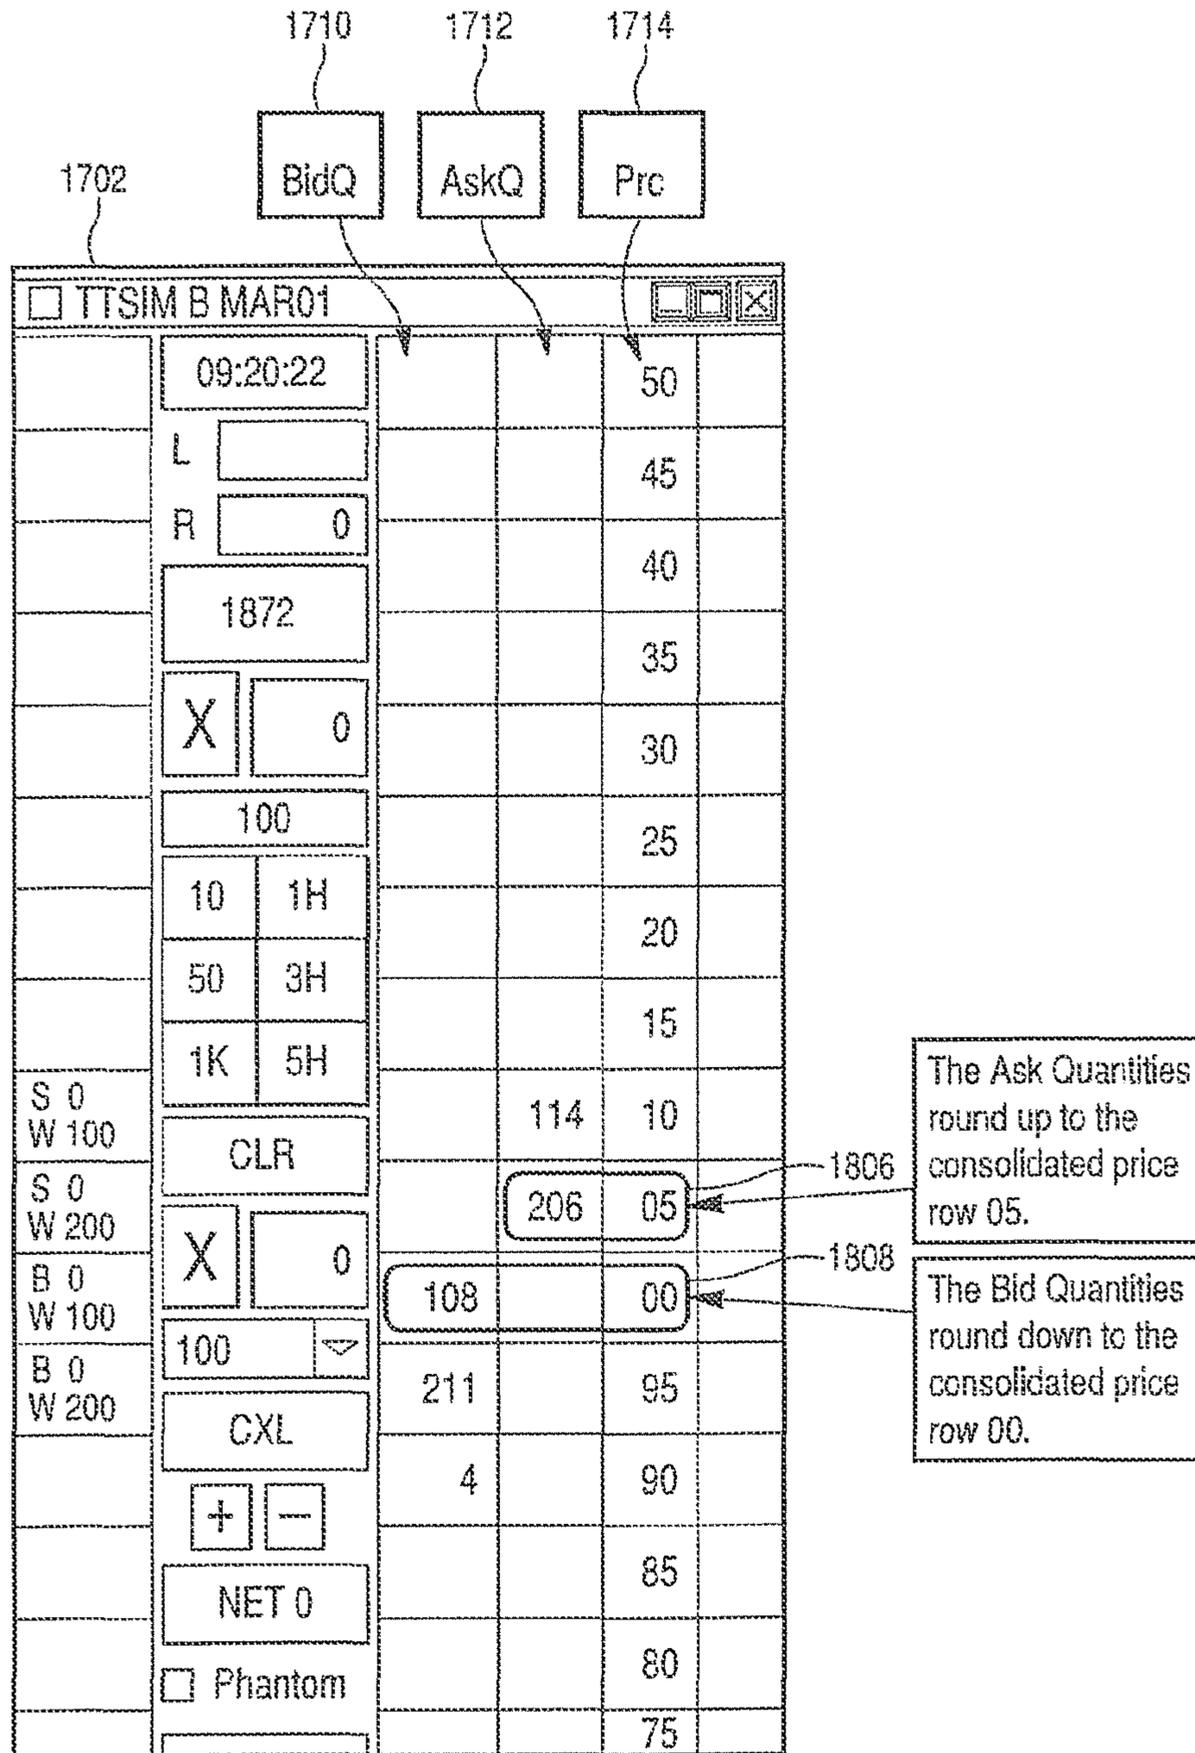 1710 1712 1714
BidQ AskQ Prc
1702
TTSIM B MAR01
09:20:22 50
L 45
R 0
40
1872
35
X 0 30
100
25
10 1H
20
50 3H
15
1K 5H
S 0
W 100
114 10
CLR
S 0
W 200
206 05
1806
The Ask Quantities
round up to the
consolidated price
row 05.
X 0
B 0
W 100
108 00
1808
The Bid Quantities
round down to the
consolidated price
row 00.
100
B 0
W 200
211 95
CXL
4 90
+ −
85
NET 0
80
Phantom
75